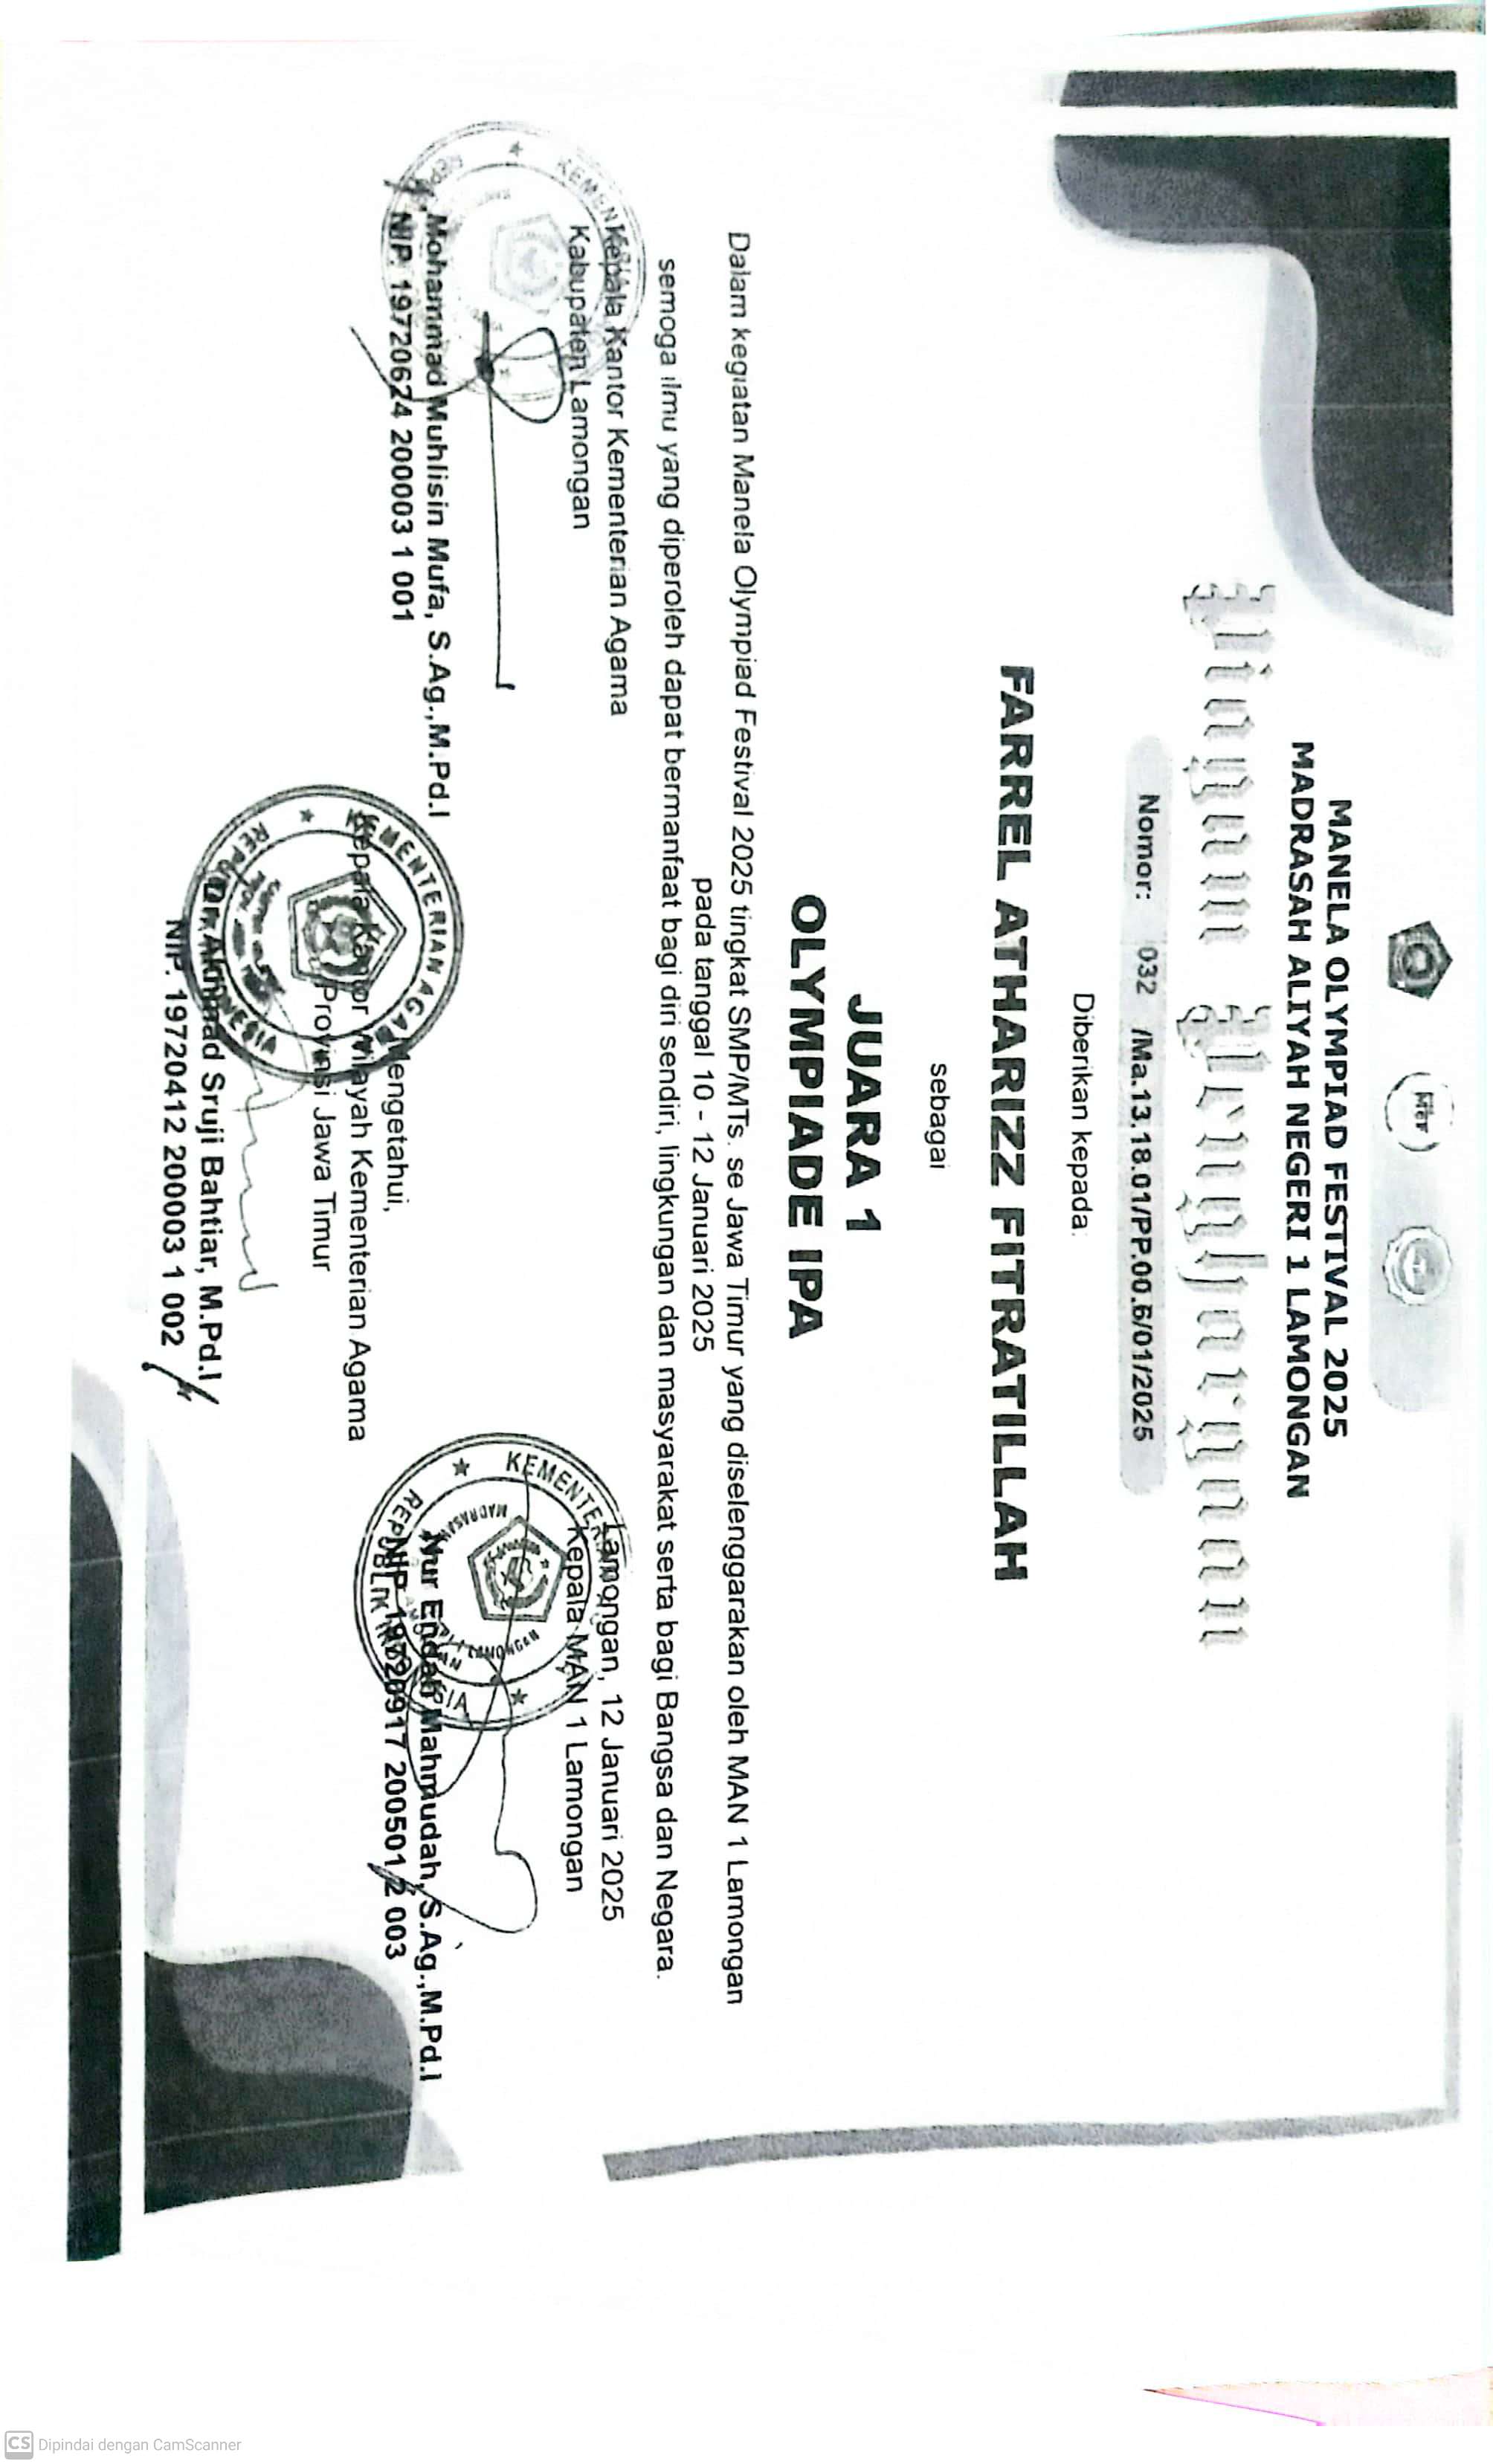 MANELA OLYMPIAD FESTIVAL 2025
MADRASAH ALIYAH NEGERI 1 LAMONGAN
Piagam Penghargaan
Nomor: 032 /Ma.13.18.01/PP.00.6/01/2025
Diberikan kepada:
FARREL ATHARIZZ FITRATILLAH
sebagai
JUARA 1
OLYMPIADE IPA
Dalam kegiatan Manela Olympiad Festival 2025 tingkat SMP/MTs. se Jawa Timur yang diselenggarakan oleh MAN 1 Lamongan
pada tanggal 10 - 12 Januari 2025
semoga ilmu yang diperoleh dapat bermanfaat bagi diri sendiri, lingkungan dan masyarakat serta bagi Bangsa dan Negara.
Kepala Kantor Kementerian Agama
Kabupaten Lamongan
Mohammad Muhlisin Mufa, S.Ag.,M.Pd.I
NIP. 19720624 200003 1 001
Mengetahui,
Kepala Kantor Wilayah Kementerian Agama
Provinsi Jawa Timur
KEMENTERIAN AGAMA
REPUBLIK INDONESIA
Dr. Akhmad Sruji Bahtiar, M.Pd.I
NIP. 19720412 200003 1 002
Lamongan, 12 Januari 2025
Kepala MAN 1 Lamongan
KEMENTERIAN
REPUBLIK INDONESIA
MADRASAH
LAMONGAN
Nur Endah Mahmudah, S.Ag.,M.Pd.I
NIP. 19720917 200501 2 003
CS Dipindai dengan CamScanner